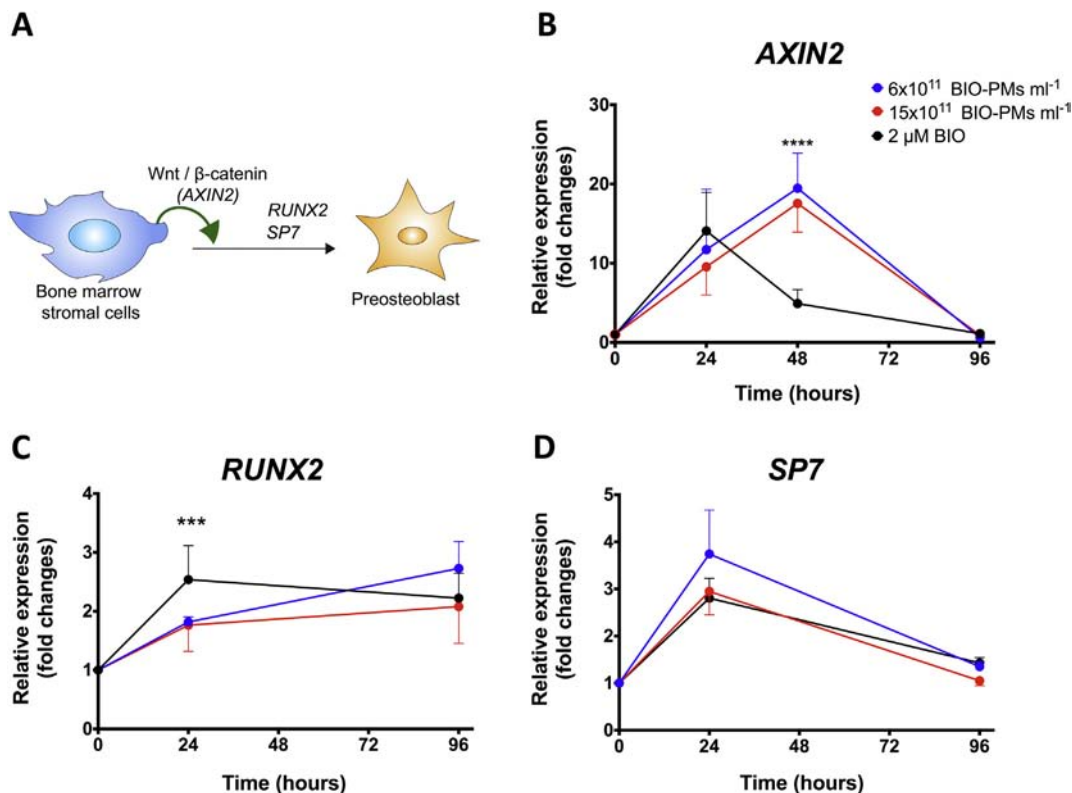 A
Wnt / β-catenin
(AXIN2)
RUNX2
SP7
Bone marrow
stromal cells
Preosteoblast
B
AXIN2
6x10¹¹ BIO-PMs ml⁻¹
15x10¹¹ BIO-PMs ml⁻¹
2 µM BIO
****
Relative expression
(fold changes)
30
20
10
0
0 24 48 72 96
Time (hours)
C
RUNX2
***
Relative expression
(fold changes)
4
3
2
1
0
0 24 48 72 96
Time (hours)
D
SP7
Relative expression
(fold changes)
5
4
3
2
1
0
0 24 48 72 96
Time (hours)